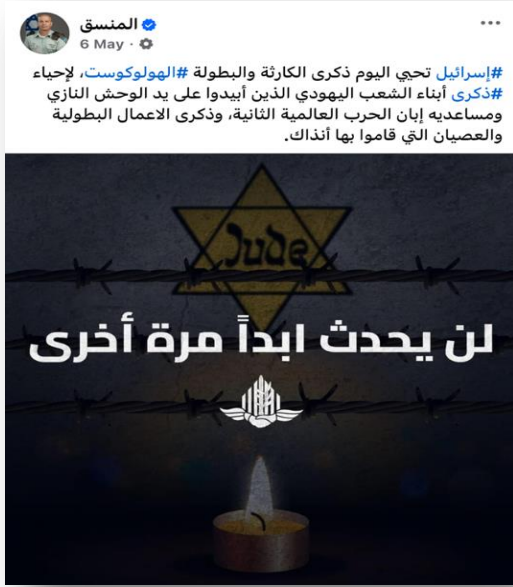 المنسق
6 May ·
#إسرائيل تحيي اليوم ذكرى الكارثة والبطولة #الهولوكوست، لإحياء
#ذكرى أبناء الشعب اليهودي الذين أبيدوا على يد الوحش النازي
ومساعديه إبان الحرب العالمية الثانية، وذكرى الاعمال البطولية
والعصيان التي قاموا بها أنذاك.
Jude
لن يحدث ابداً مرة أخرى